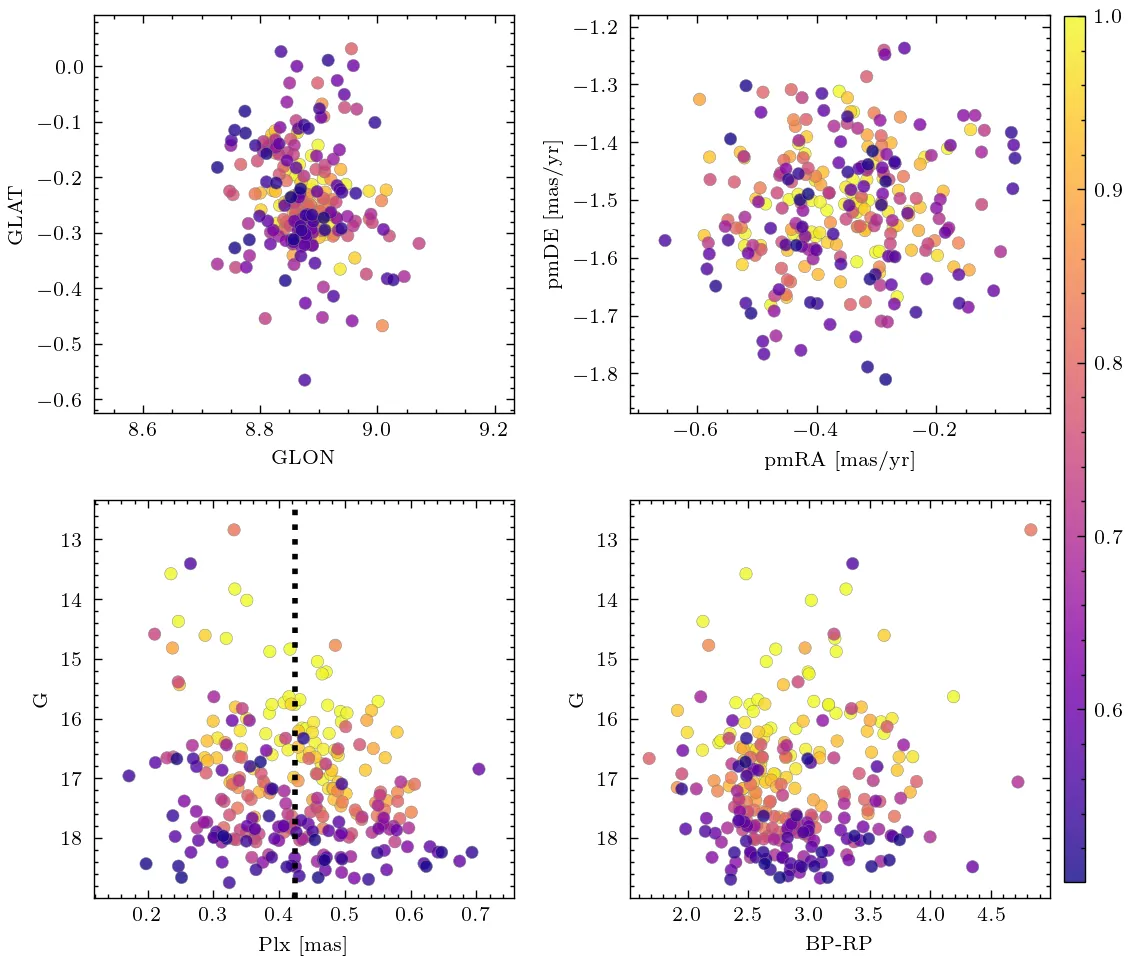 0.0
−0.1
−0.2
−0.3
−0.4
−0.5
−0.6
GLAT
8.6 8.8 9.0 9.2
GLON
−1.2
−1.3
−1.4
−1.5
−1.6
−1.7
−1.8
pmDE [mas/yr]
−0.6 −0.4 −0.2
pmRA [mas/yr]
1.0
0.9
0.8
0.7
0.6
13
14
15
16
17
18
G
0.2 0.3 0.4 0.5 0.6 0.7
Plx [mas]
13
14
15
16
17
18
G
2.0 2.5 3.0 3.5 4.0 4.5
BP-RP